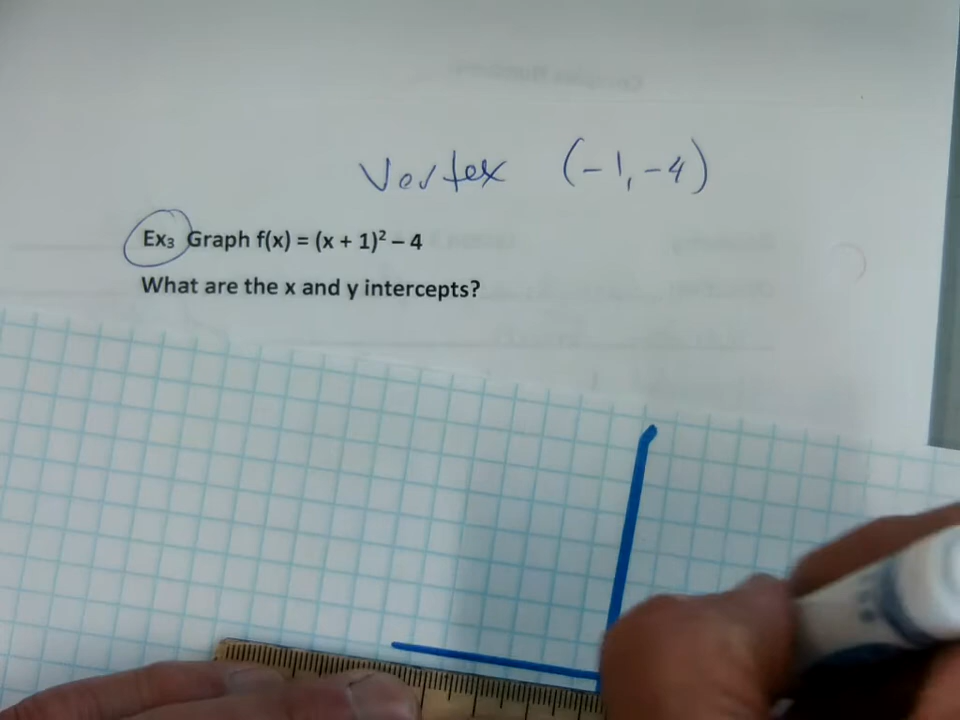 Vertex (-1, -4)
Ex3 Graph f(x) = (x + 1)² – 4
What are the x and y intercepts?